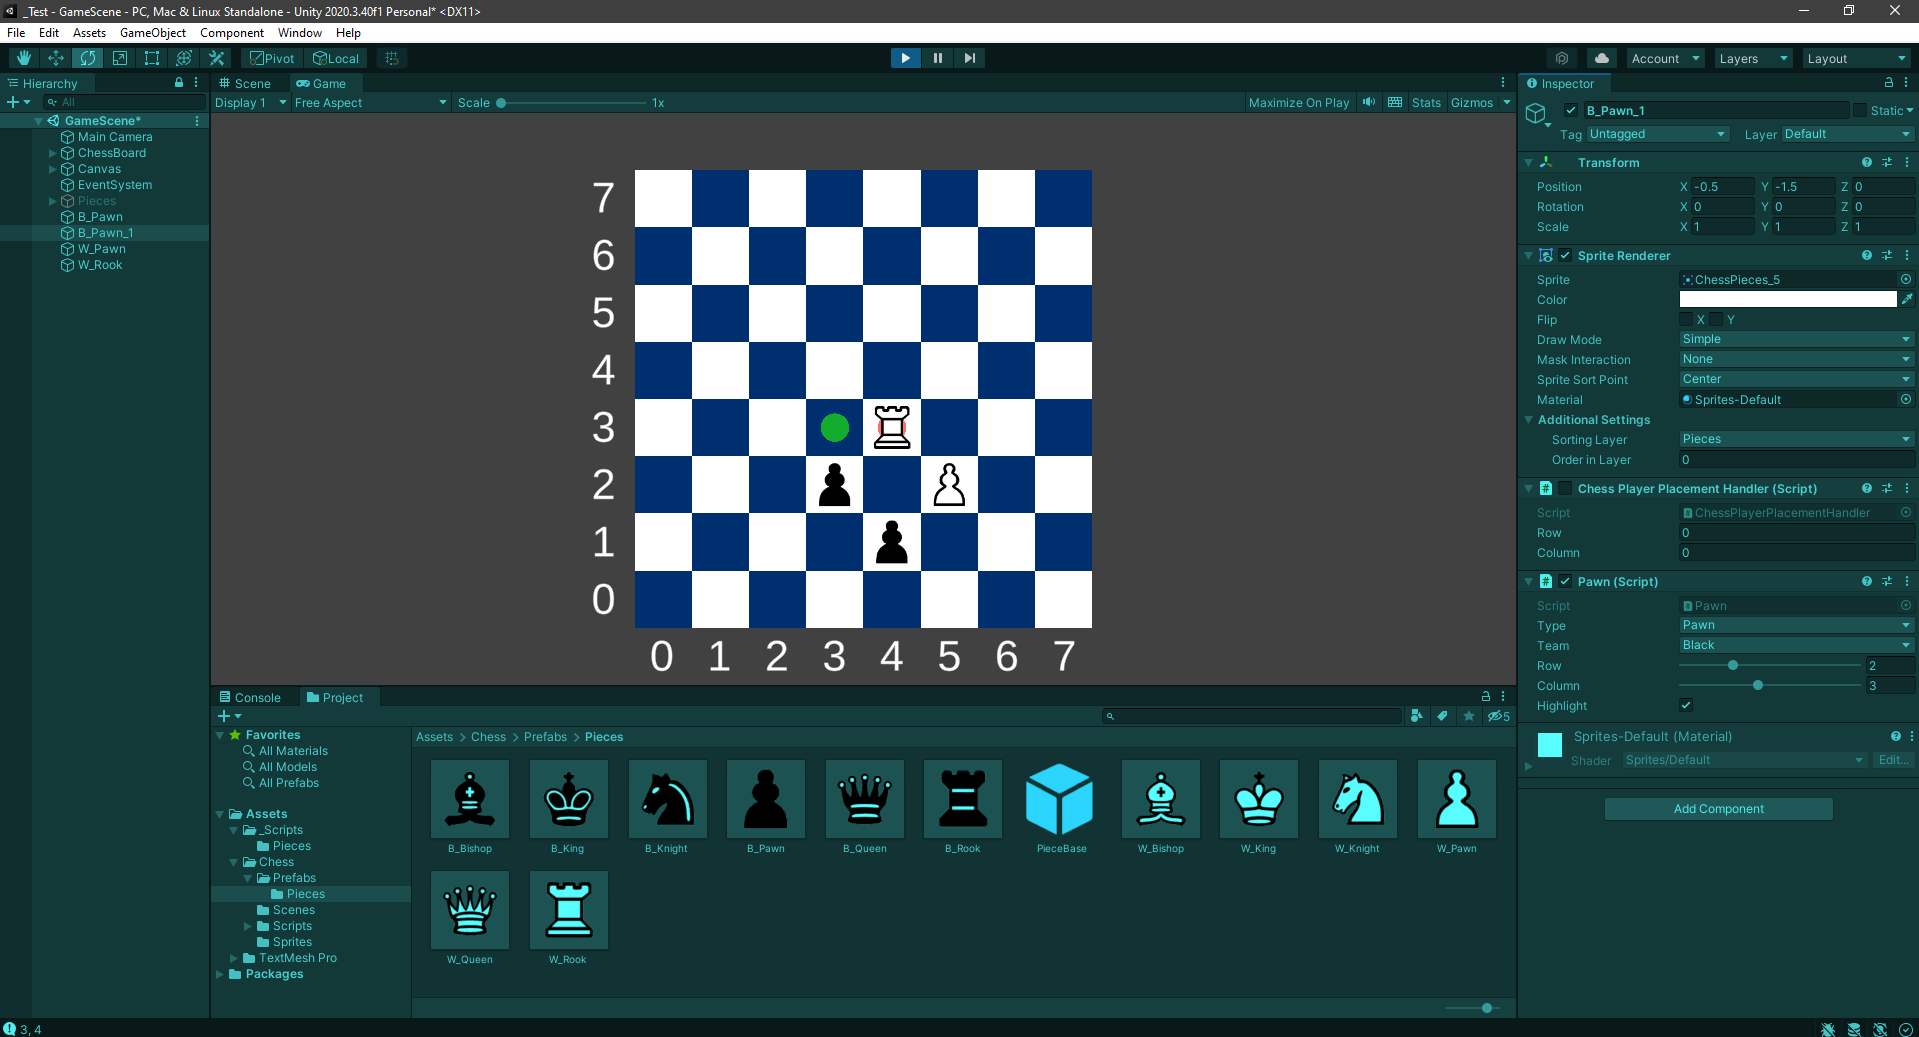 _Test - GameScene - PC, Mac & Linux Standalone - Unity 2020.3.40f1 Personal* <DX11>
File Edit Assets GameObject Component Window Help
Pivot Local Account Layers Layout
Hierarchy
All
GameScene*
Main Camera
ChessBoard
Canvas
EventSystem
Pieces
B_Pawn
B_Pawn_1
W_Pawn
W_Rook
Scene Game
Display 1 Free Aspect Scale 1x Maximize On Play Stats Gizmos
7
6
5
4
3
2
1
0
0 1 2 3 4 5 6 7
Console Project
5
Favorites
All Materials
All Models
All Prefabs
Assets
_Scripts
Pieces
Chess
Prefabs
Pieces
Scenes
Scripts
Sprites
TextMesh Pro
Packages
Assets > Chess > Prefabs > Pieces
B_Bishop B_King B_Knight B_Pawn B_Queen B_Rook PieceBase W_Bishop W_King W_Knight W_Pawn
W_Queen W_Rook
Inspector
B_Pawn_1 Static
Tag Untagged Layer Default
Transform
Position X -0.5 Y -1.5 Z 0
Rotation X 0 Y 0 Z 0
Scale X 1 Y 1 Z 1
Sprite Renderer
Sprite ChessPieces_5
Color
Flip X Y
Draw Mode Simple
Mask Interaction None
Sprite Sort Point Center
Material Sprites-Default
Additional Settings
Sorting Layer Pieces
Order in Layer 0
# Chess Player Placement Handler (Script)
Script ChessPlayerPlacementHandler
Row 0
Column 0
# Pawn (Script)
Script Pawn
Type Pawn
Team Black
Row 2
Column 3
Highlight
Sprites-Default (Material)
Shader Sprites/Default Edit...
Add Component
3, 4